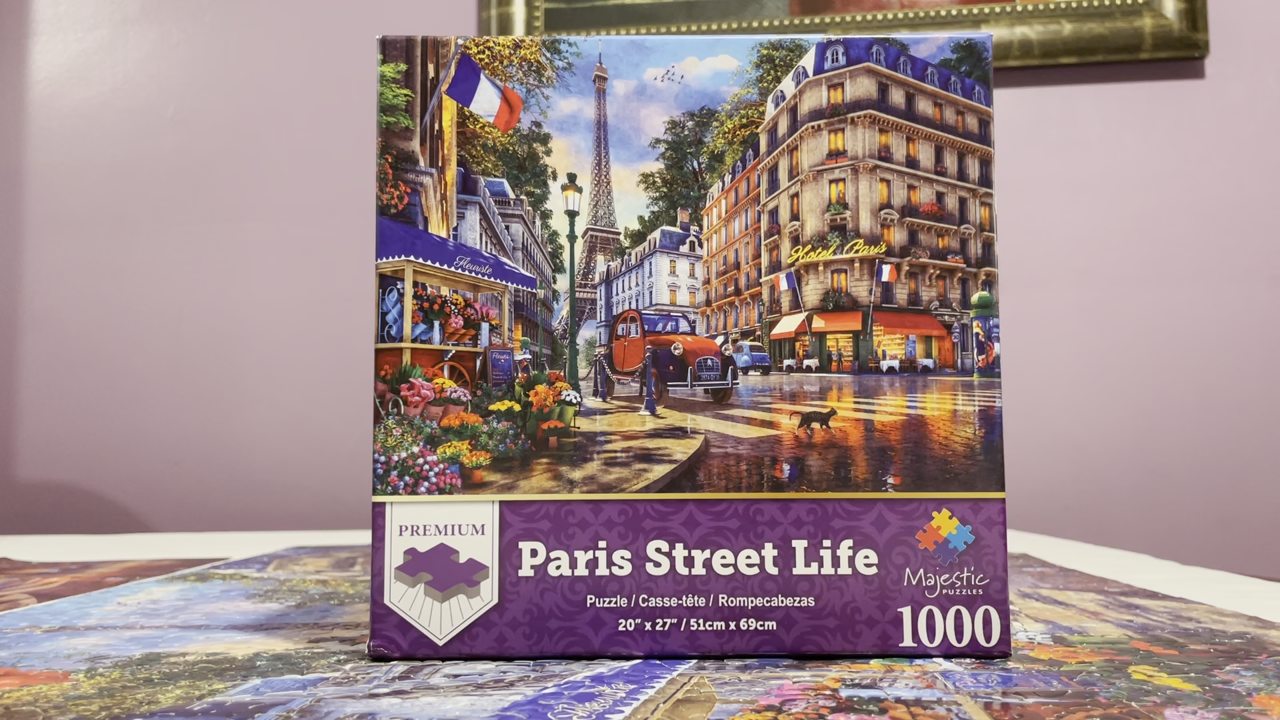 Fleuriste
Hotel Paris
PREMIUM
Paris Street Life
Puzzle / Casse-tête / Rompecabezas
20" x 27" / 51cm x 69cm
Majestic
PUZZLES
1000